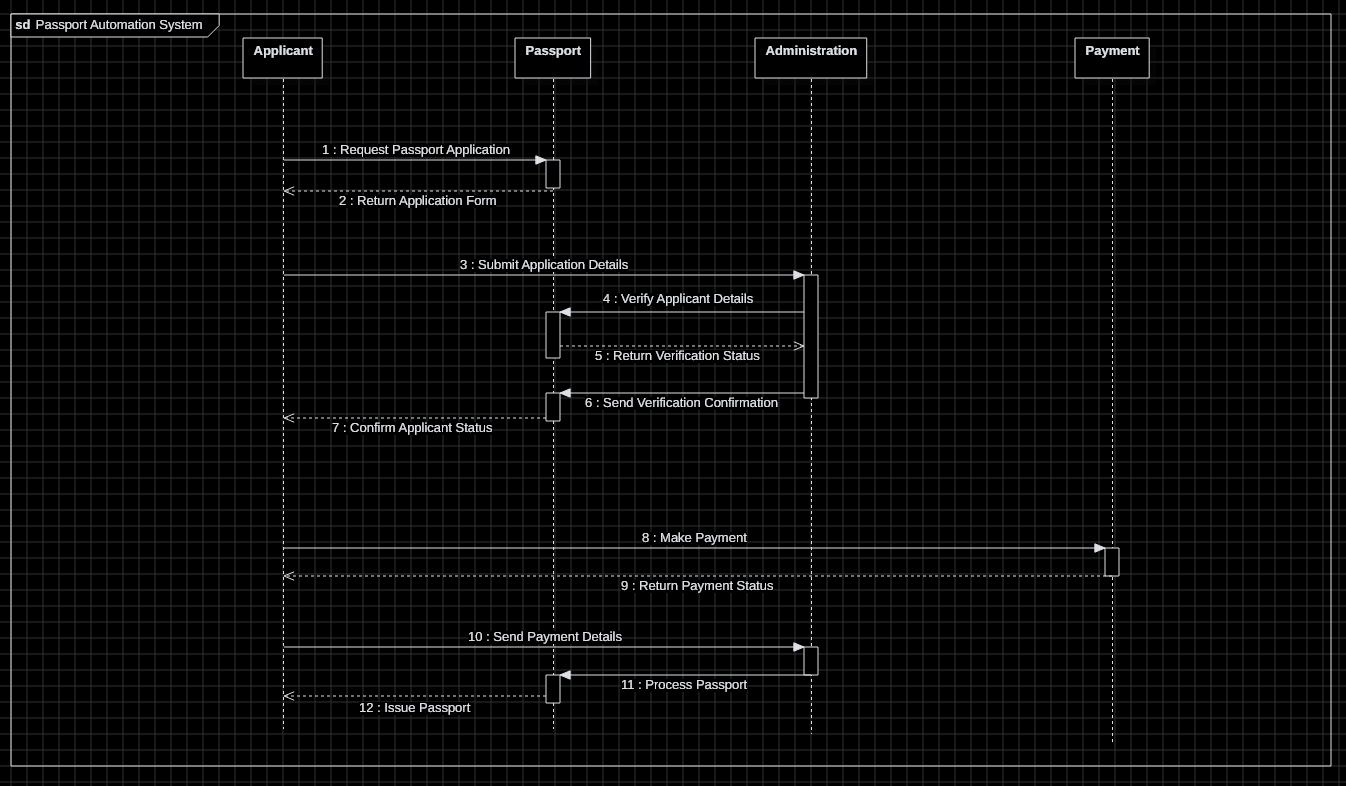 sd Passport Automation System
Applicant
Passport
Administration
Payment
1 : Request Passport Application
2 : Return Application Form
3 : Submit Application Details
4 : Verify Applicant Details
5 : Return Verification Status
6 : Send Verification Confirmation
7 : Confirm Applicant Status
8 : Make Payment
9 : Return Payment Status
10 : Send Payment Details
11 : Process Passport
12 : Issue Passport